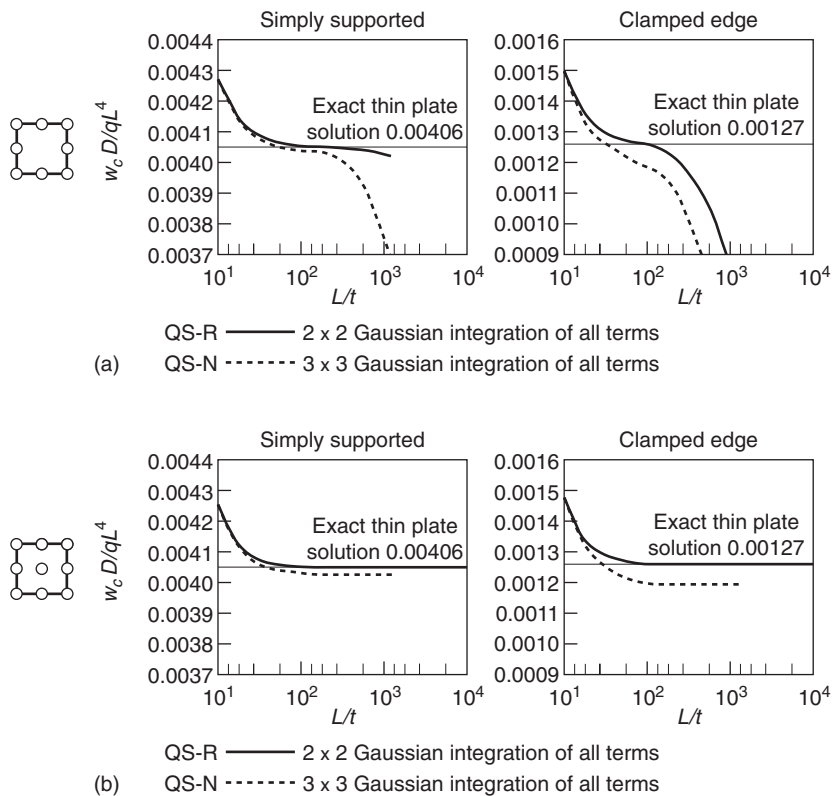 Simply supported
Clamped edge
w_c D/qL^4
0.0044
0.0043
0.0042
0.0041
0.0040
0.0039
0.0038
0.0037
Exact thin plate
solution 0.00406
10^1
10^2
10^3
10^4
L/t
0.0016
0.0015
0.0014
0.0013
0.0012
0.0011
0.0010
0.0009
Exact thin plate
solution 0.00127
10^1
10^2
10^3
10^4
L/t
QS-R 2 x 2 Gaussian integration of all terms
(a) QS-N 3 x 3 Gaussian integration of all terms
Simply supported
Clamped edge
w_c D/qL^4
0.0044
0.0043
0.0042
0.0041
0.0040
0.0039
0.0038
0.0037
Exact thin plate
solution 0.00406
10^1
10^2
10^3
10^4
L/t
0.0016
0.0015
0.0014
0.0013
0.0012
0.0011
0.0010
0.0009
Exact thin plate
solution 0.00127
10^1
10^2
10^3
10^4
L/t
QS-R 2 x 2 Gaussian integration of all terms
(b) QS-N 3 x 3 Gaussian integration of all terms